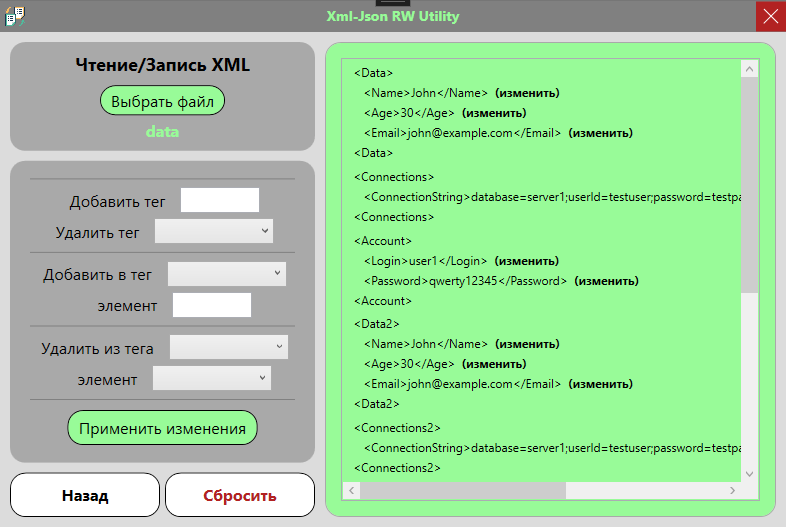 Xml-Json RW Utility
Чтение/Запись XML
Выбрать файл
data
Добавить тег
Удалить тег
Добавить в тег
элемент
Удалить из тега
элемент
Применить изменения
Назад
Сбросить
<Data>
<Name>John</Name> (изменить)
<Age>30</Age> (изменить)
<Email>john@example.com</Email> (изменить)
<Data>
<Connections>
<ConnectionString>database=server1;userId=testuser;password=testpa
<Connections>
<Account>
<Login>user1</Login> (изменить)
<Password>qwerty12345</Password> (изменить)
<Account>
<Data2>
<Name>John</Name> (изменить)
<Age>30</Age> (изменить)
<Email>john@example.com</Email> (изменить)
<Data2>
<Connections2>
<ConnectionString>database=server1;userId=testuser;password=testpa
<Connections2>